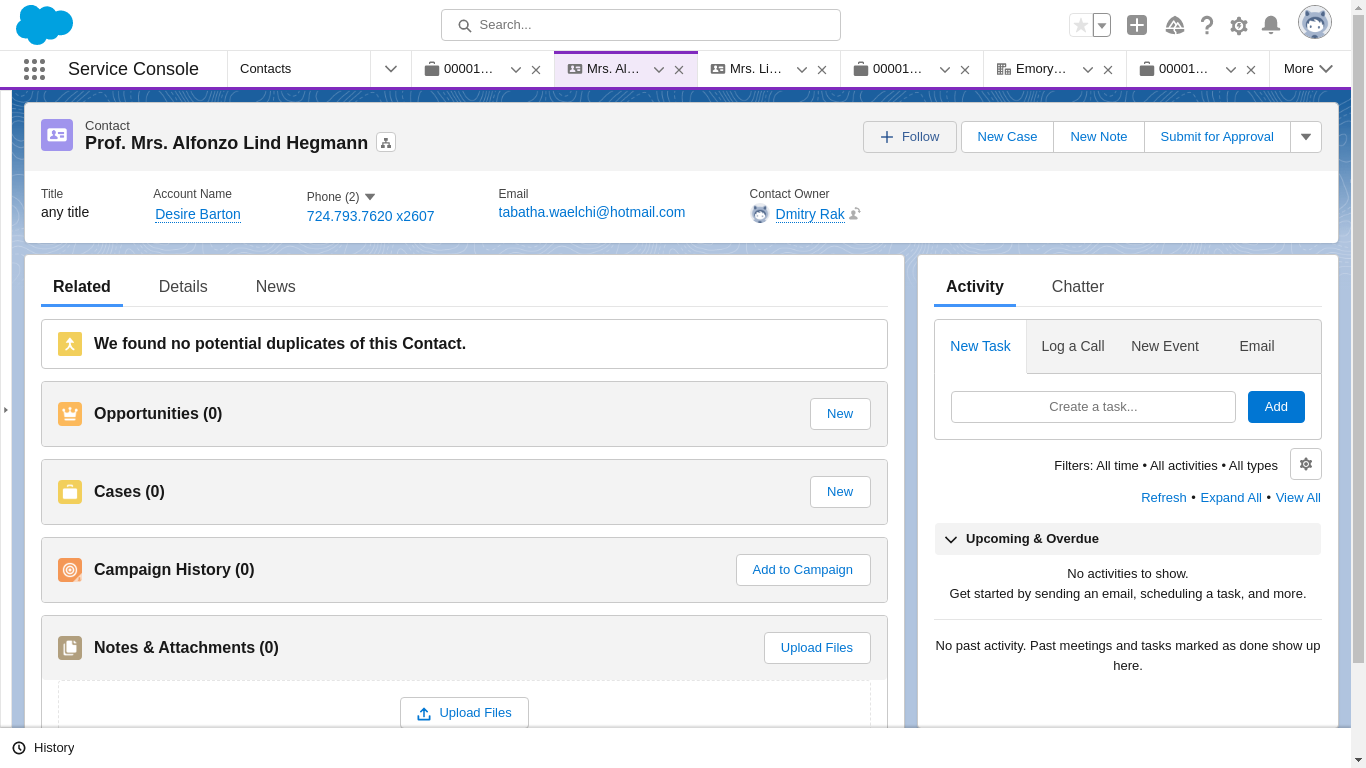 Search...
Service Console
Contacts
00001…
Mrs. Al…
Mrs. Li…
00001…
Emory…
00001…
More
Contact
Prof. Mrs. Alfonzo Lind Hegmann
Follow
New Case
New Note
Submit for Approval
Title
any title
Account Name
Desire Barton
Phone (2)
724.793.7620 x2607
Email
tabatha.waelchi@hotmail.com
Contact Owner
Dmitry Rak
Related
Details
News
We found no potential duplicates of this Contact.
Opportunities (0)
New
Cases (0)
New
Campaign History (0)
Add to Campaign
Notes & Attachments (0)
Upload Files
Upload Files
Activity
Chatter
New Task
Log a Call
New Event
Email
Create a task...
Add
Filters: All time • All activities • All types
Refresh • Expand All • View All
Upcoming & Overdue
No activities to show.
Get started by sending an email, scheduling a task, and more.
No past activity. Past meetings and tasks marked as done show up
here.
History